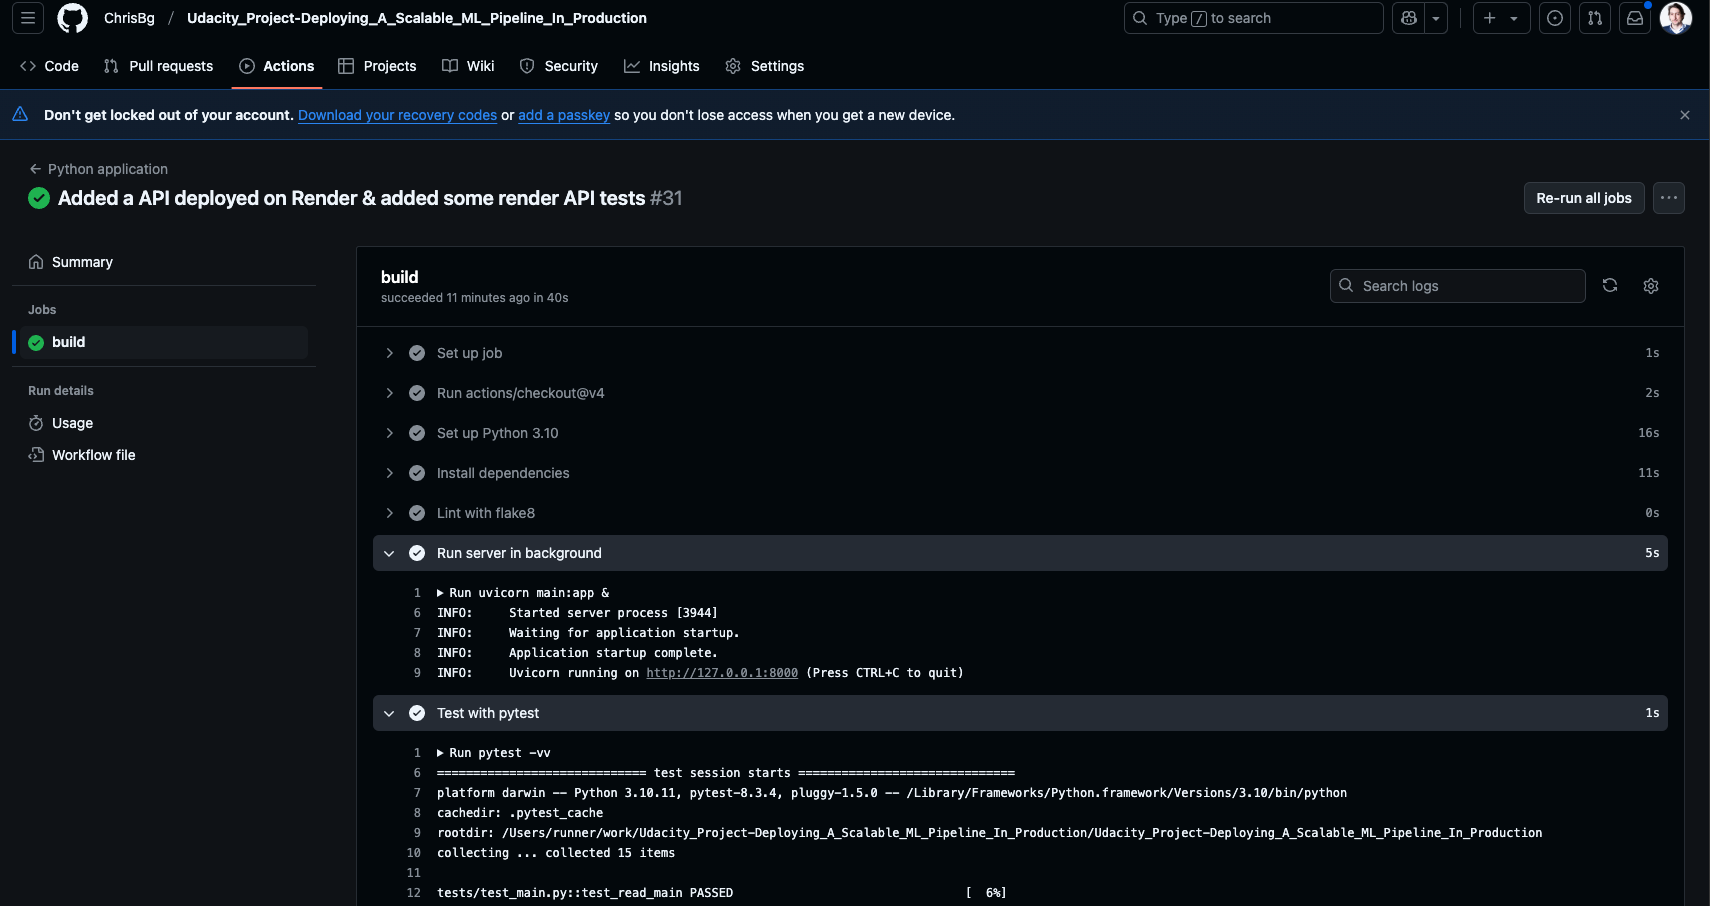 ChrisBg / Udacity_Project-Deploying_A_Scalable_ML_Pipeline_In_Production
Type / to search
Code
Pull requests
Actions
Projects
Wiki
Security
Insights
Settings
Don't get locked out of your account. Download your recovery codes or add a passkey so you don't lose access when you get a new device.
← Python application
Added a API deployed on Render & added some render API tests #31
Re-run all jobs
Summary
Jobs
build
Run details
Usage
Workflow file
build
succeeded 11 minutes ago in 40s
Search logs
Set up job 1s
Run actions/checkout@v4 2s
Set up Python 3.10 16s
Install dependencies 11s
Lint with flake8 0s
Run server in background 5s
1 ▶ Run uvicorn main:app &
6 INFO:     Started server process [3944]
7 INFO:     Waiting for application startup.
8 INFO:     Application startup complete.
9 INFO:     Uvicorn running on http://127.0.0.1:8000 (Press CTRL+C to quit)
Test with pytest 1s
1 ▶ Run pytest -vv
6 ============================= test session starts ==============================
7 platform darwin -- Python 3.10.11, pytest-8.3.4, pluggy-1.5.0 -- /Library/Frameworks/Python.framework/Versions/3.10/bin/python
8 cachedir: .pytest_cache
9 rootdir: /Users/runner/work/Udacity_Project-Deploying_A_Scalable_ML_Pipeline_In_Production/Udacity_Project-Deploying_A_Scalable_ML_Pipeline_In_Production
10 collecting ... collected 15 items
11
12 tests/test_main.py::test_read_main PASSED [  6%]